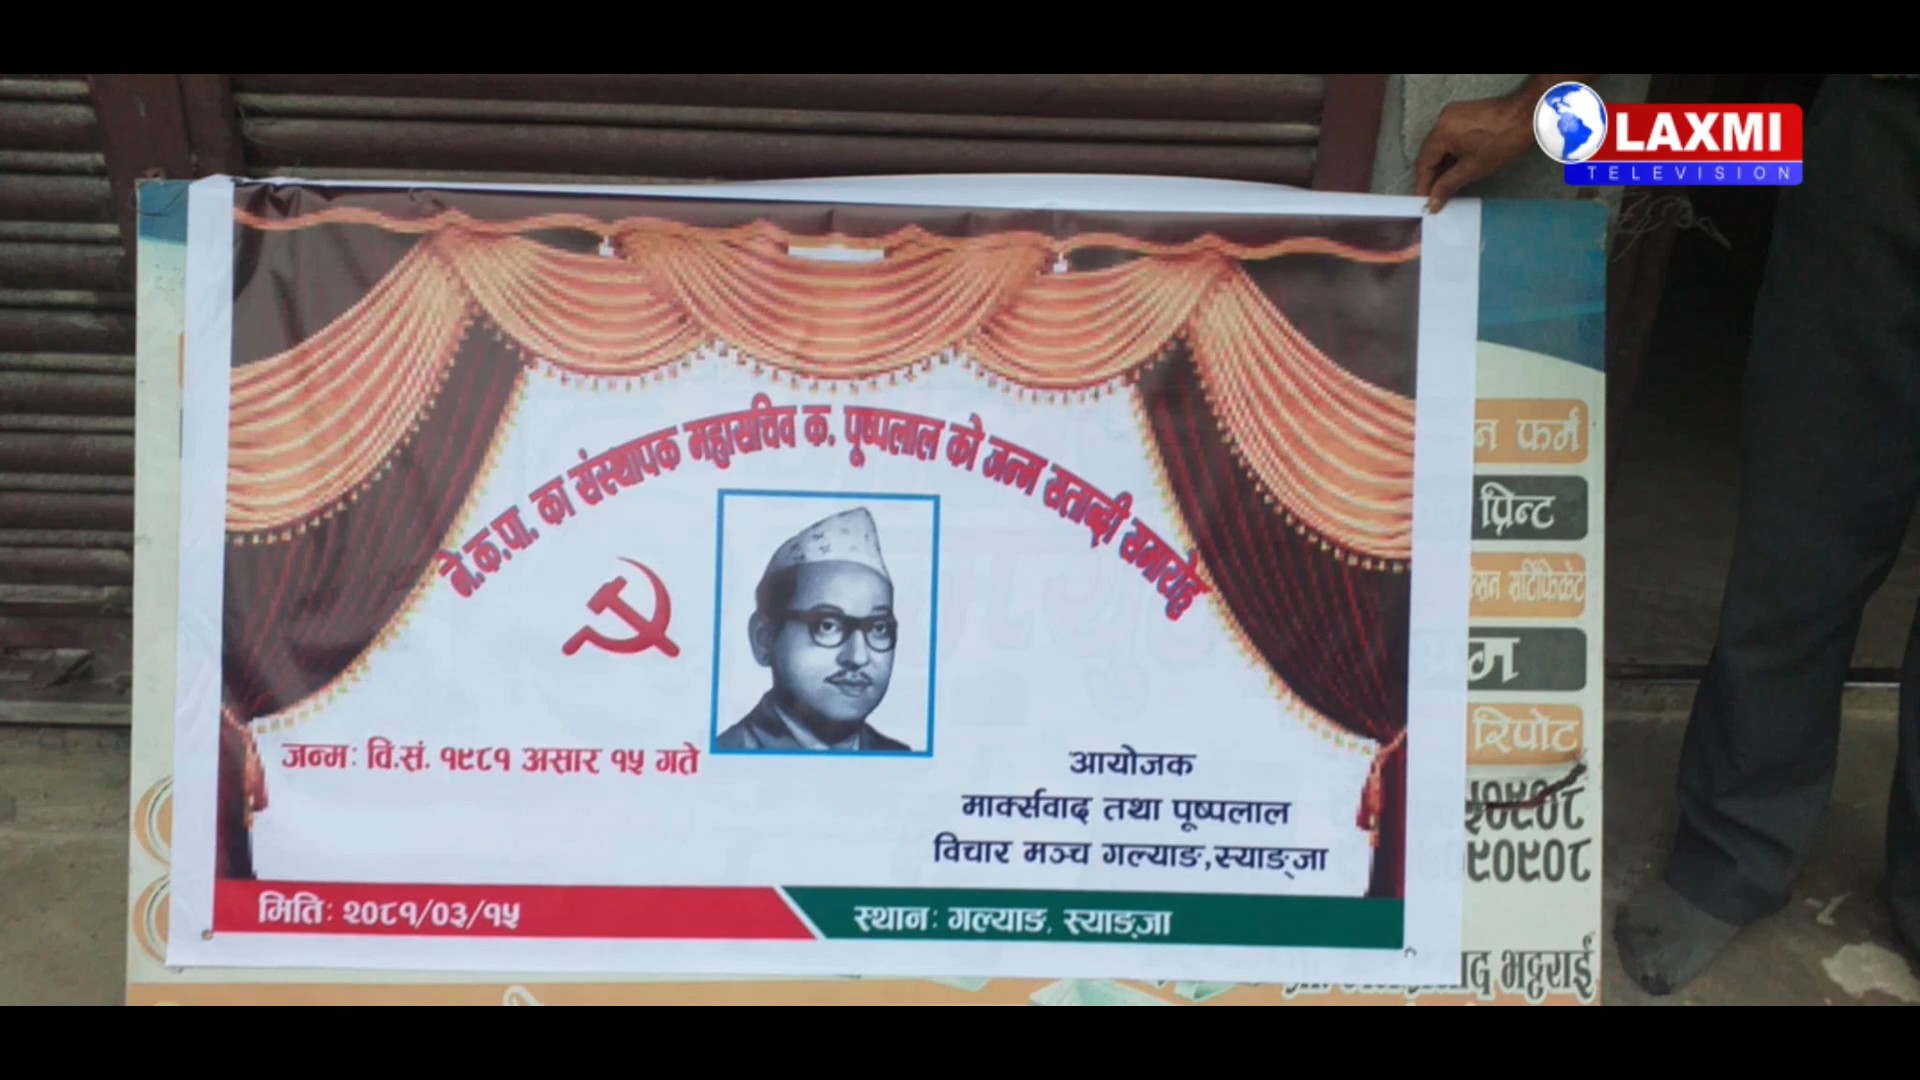 LAXMI
TELEVISION
ने.क.पा. का संस्थापक महासचिव क. पूष्पलाल को जन्म सताब्दी समारोह
जन्म: वि.सं. १९८१ असार १५ गते
आयोजक
मार्क्सवाद तथा पूष्पलाल
विचार मञ्च गल्याङ,स्याङ्जा
मिति: २०८१/०३/१५
स्थान: गल्याङ, स्याङ्जा
न फर्म
प्रिन्ट
सर्टिफिकेट
रिपोट
भट्टराई